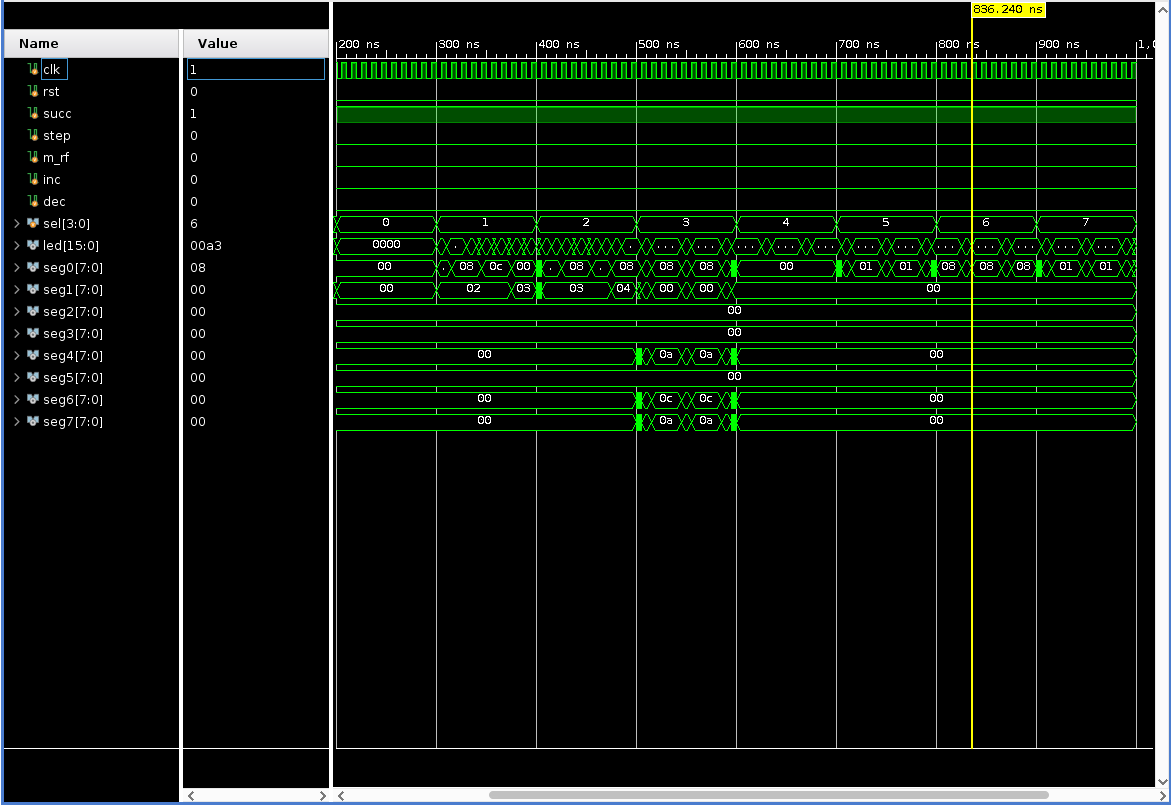 836.240 ns
Name Value 200 ns 300 ns 400 ns 500 ns 600 ns 700 ns 800 ns 900 ns 1,0
clk 1
rst 0
succ 1
step 0
m_rf 0
inc 0
dec 0
sel[3:0] 6 0 1 2 3 4 5 6 7
led[15:0] 00a3 0000 . . ... ... ... ... ... ... ... ... ... ... ... ...
seg0[7:0] 08 00 . 08 0c 00 . 08 . 08 08 08 00 01 01 08 08 08 01 01
seg1[7:0] 00 00 02 03 03 04 00 00 00
seg2[7:0] 00 00
seg3[7:0] 00 00
seg4[7:0] 00 00 0a 0a 00
seg5[7:0] 00 00
seg6[7:0] 00 00 0c 0c 00
seg7[7:0] 00 00 0a 0a 00